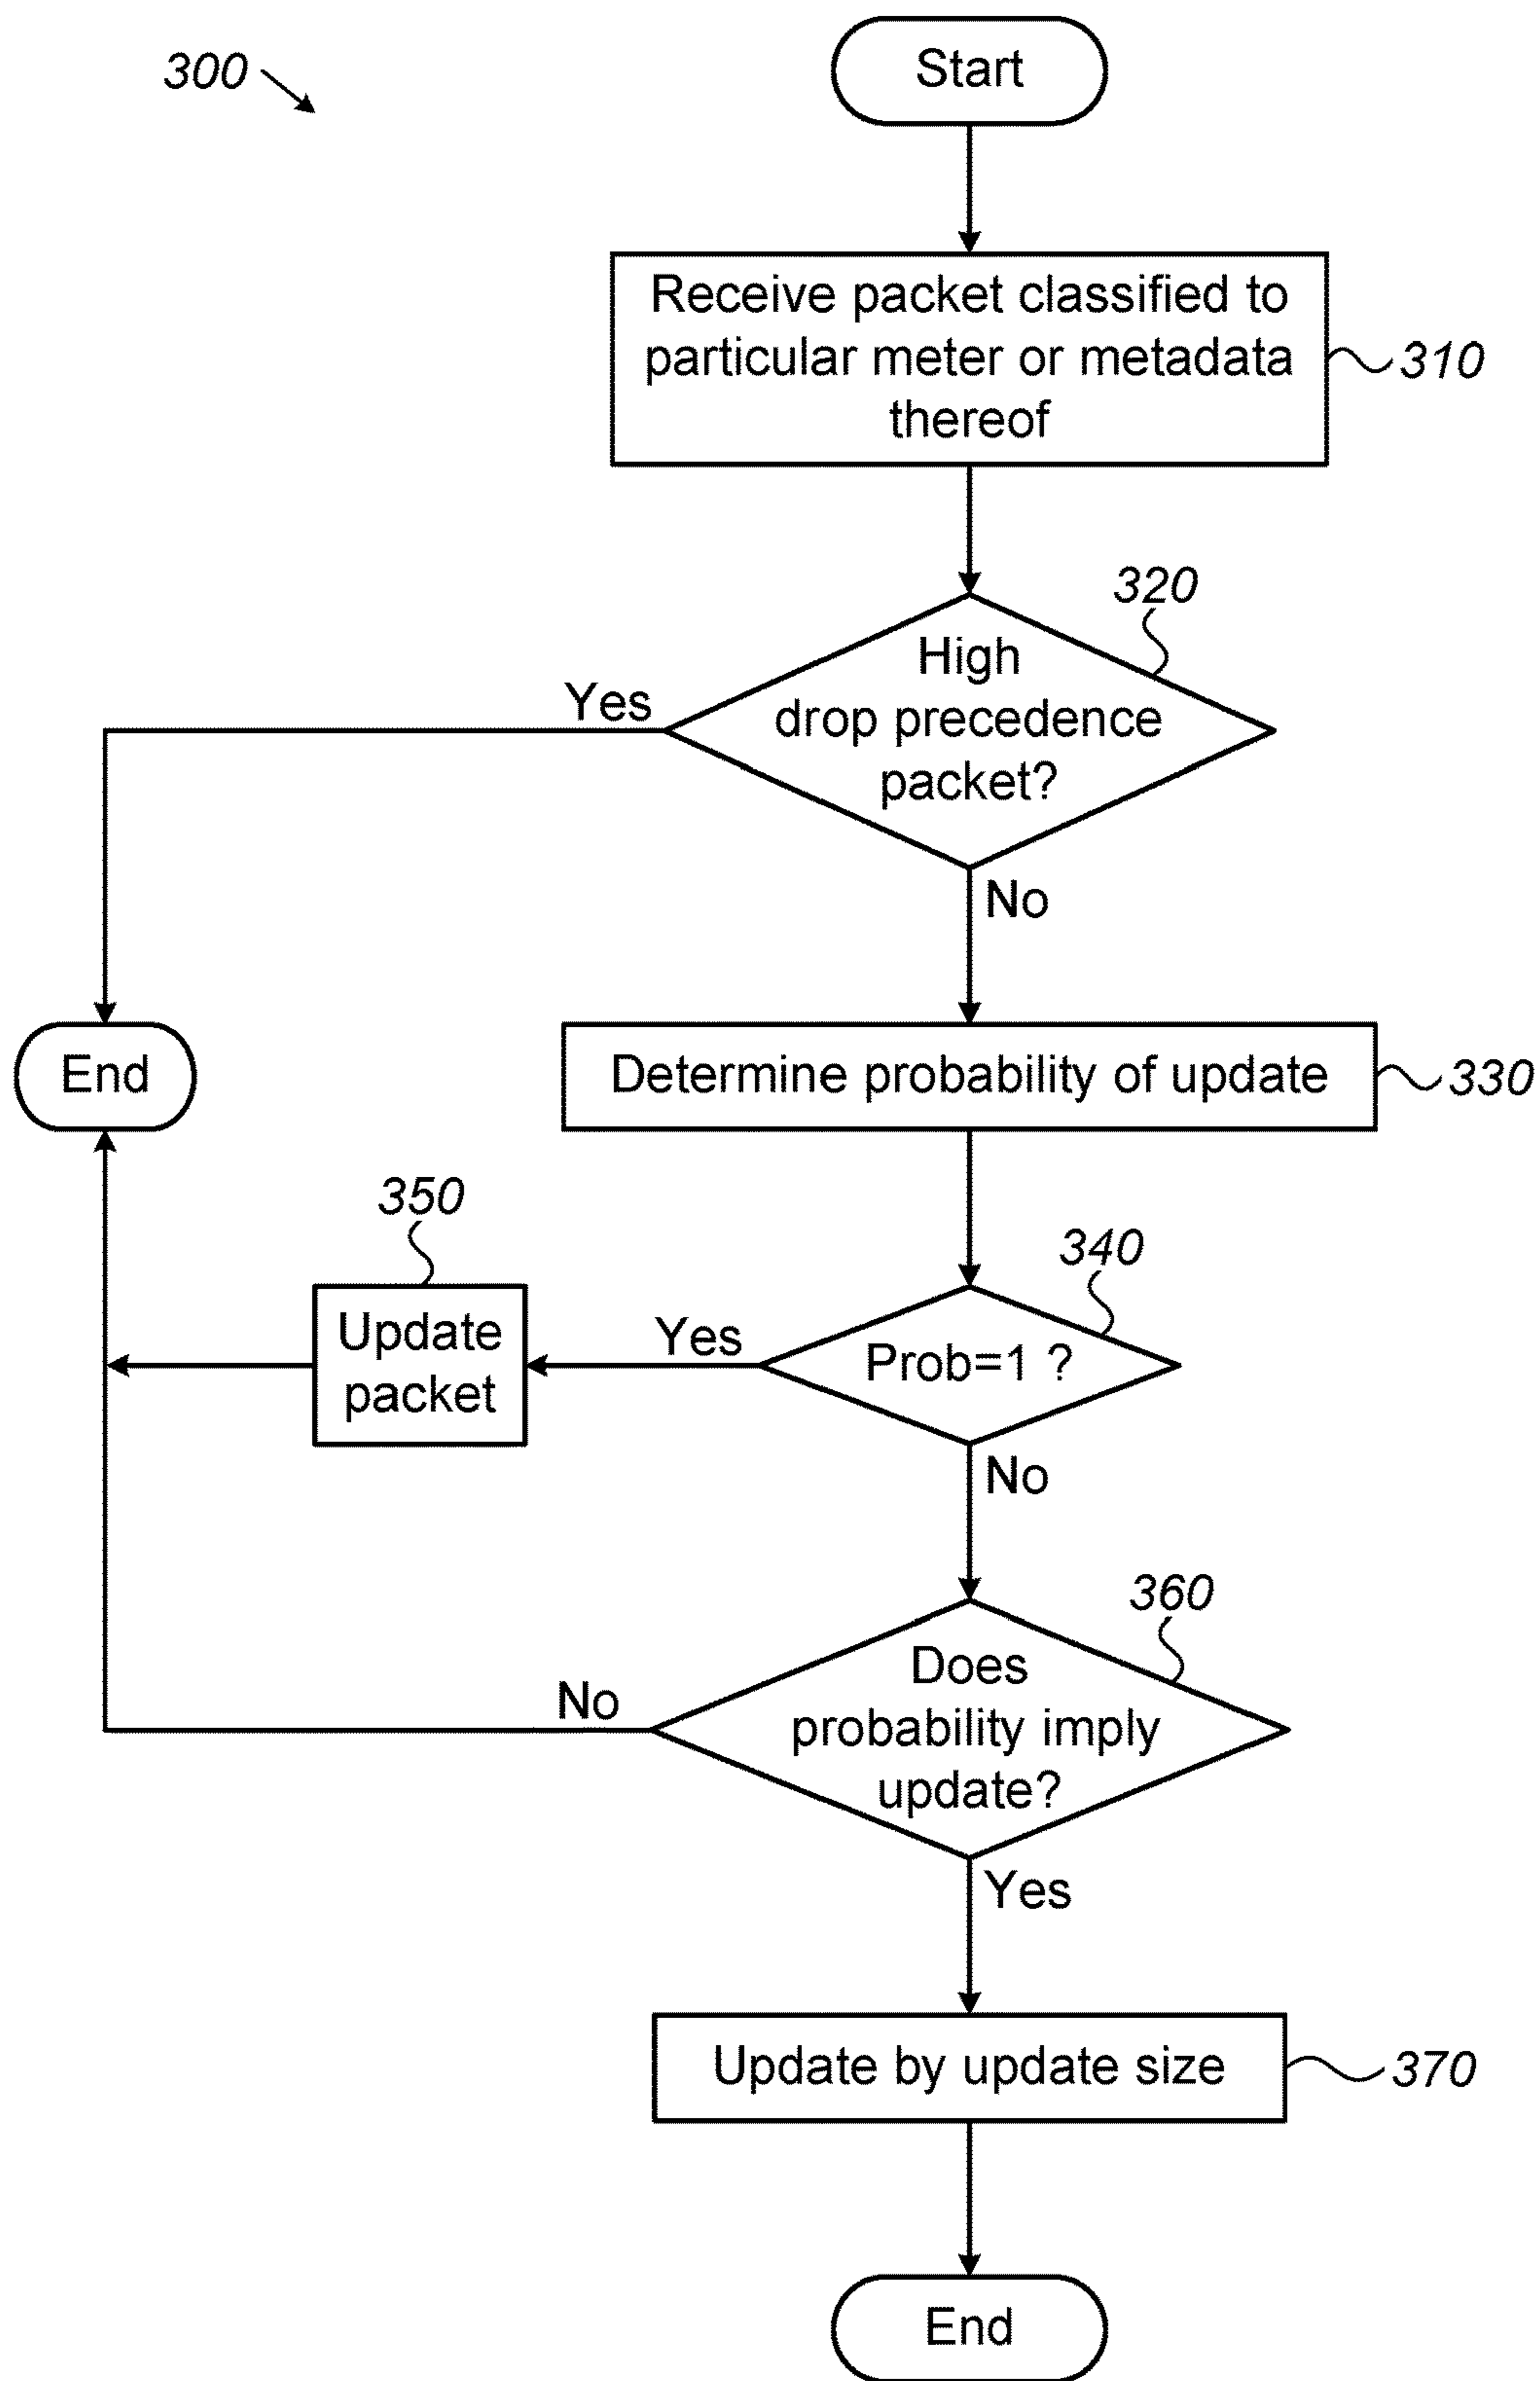 300
Start
Receive packet classified to
particular meter or metadata
thereof
310
320
High
drop precedence
packet?
Yes
No
End
Determine probability of update
330
350
340
Update
packet
Yes
Prob=1 ?
No
360
Does
probability imply
update?
No
Yes
Update by update size
370
End